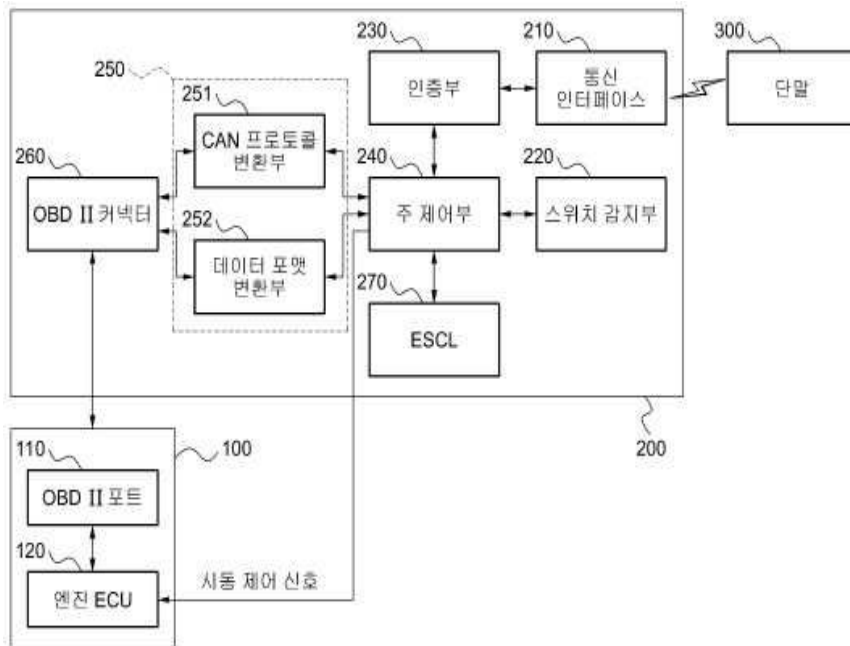 230
210
300
인증부
통신
인터페이스
단말
250
251
CAN 프로토콜
변환부
260
OBD II 커넥터
240
주 제어부
220
스위치 감지부
252
데이터 포맷
변환부
270
ESCL
200
100
110
OBD II 포트
120
엔진 ECU
시동 제어 신호